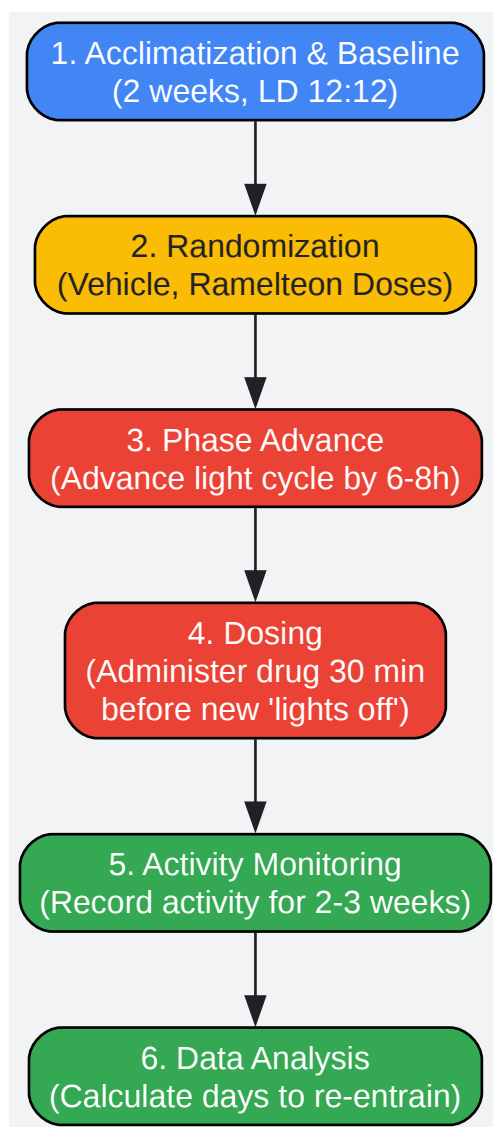 1. Acclimatization & Baseline
(2 weeks, LD 12:12)
2. Randomization
(Vehicle, Ramelteon Doses)
3. Phase Advance
(Advance light cycle by 6-8h)
4. Dosing
(Administer drug 30 min
before new 'lights off')
5. Activity Monitoring
(Record activity for 2-3 weeks)
6. Data Analysis
(Calculate days to re-entrain)